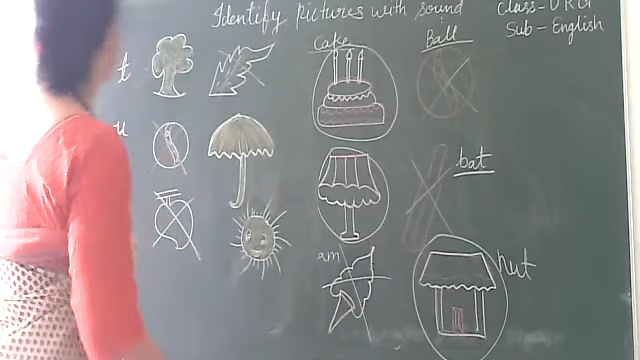 Identify pictures with sound
Class - UKG
Sub - English
Cake
Ball
t
u
bat
am
hut